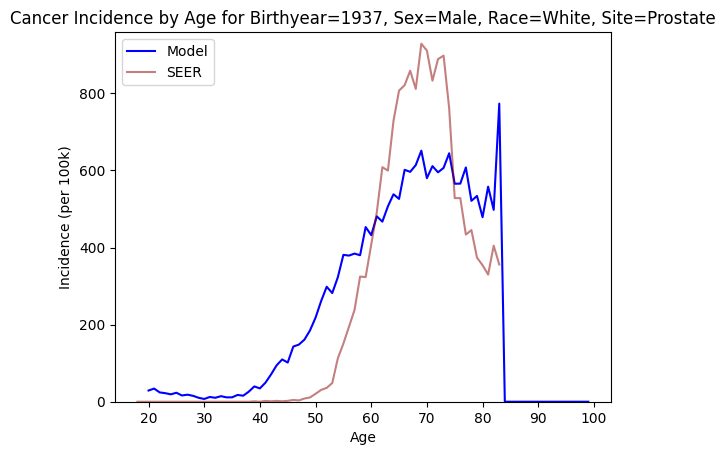 Cancer Incidence by Age for Birthyear=1937, Sex=Male, Race=White, Site=Prostate
Model
SEER
Incidence (per 100k)
800
600
400
200
0
20 30 40 50 60 70 80 90 100
Age